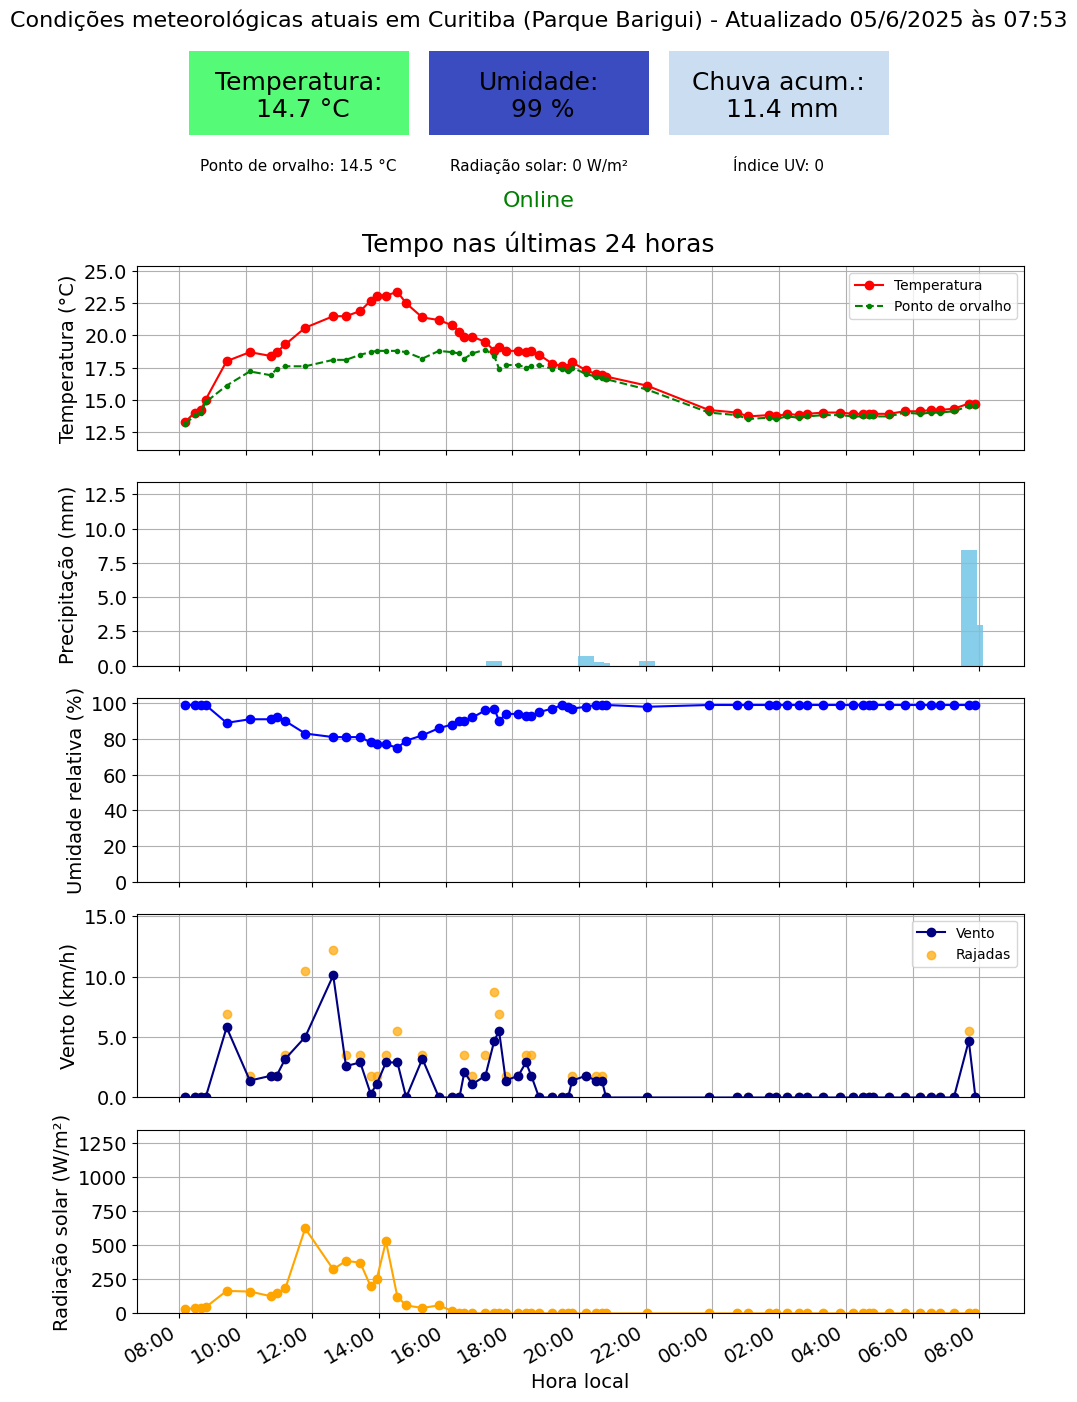 Condições meteorológicas atuais em Curitiba (Parque Barigui) - Atualizado 05/6/2025 às 07:53
Temperatura:
14.7 °C
Umidade:
99 %
Chuva acum.:
11.4 mm
Ponto de orvalho: 14.5 °C
Radiação solar: 0 W/m²
Índice UV: 0
Online
Tempo nas últimas 24 horas
Temperatura (°C)
25.0
22.5
20.0
17.5
15.0
12.5
Temperatura
Ponto de orvalho
Precipitação (mm)
12.5
10.0
7.5
5.0
2.5
0.0
Umidade relativa (%)
100
80
60
40
20
0
Vento (km/h)
15.0
10.0
5.0
0.0
Vento
Rajadas
Radiação solar (W/m²)
1250
1000
750
500
250
0
08:00
10:00
12:00
14:00
16:00
18:00
20:00
22:00
00:00
02:00
04:00
06:00
08:00
Hora local